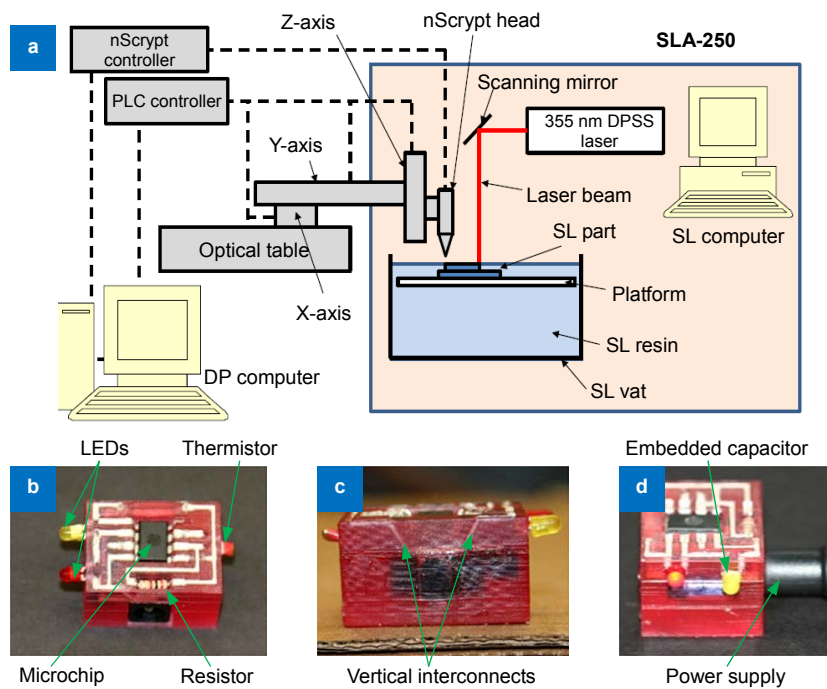 a
nScrypt
controller
PLC controller
Z-axis
nScrypt head
SLA-250
Scanning mirror
355 nm DPSS
laser
Y-axis
Laser beam
SL part
SL computer
Optical table
X-axis
Platform
SL resin
DP computer
SL vat
LEDs
Thermistor
Embedded capacitor
b
c
d
Microchip
Resistor
Vertical interconnects
Power supply